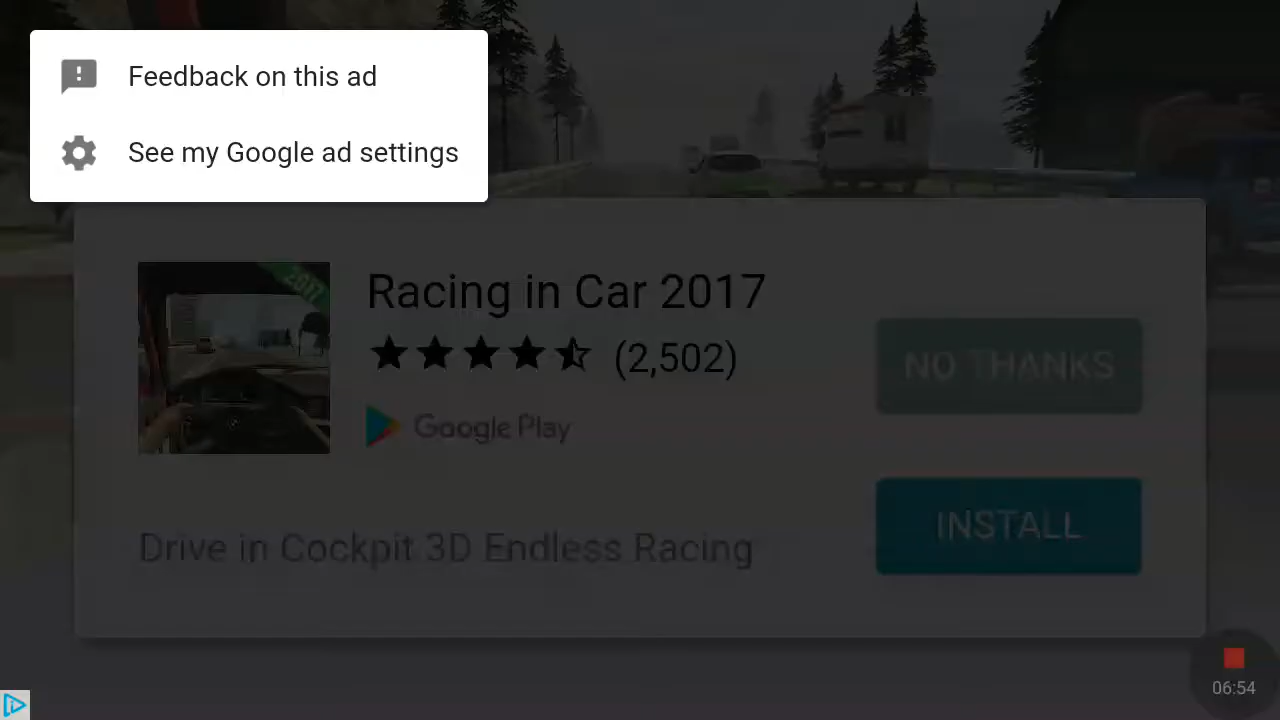 Feedback on this ad
See my Google ad settings
2017
Racing in Car 2017
(2,502)
NO THANKS
Google Play
INSTALL
Drive in Cockpit 3D Endless Racing
06:54